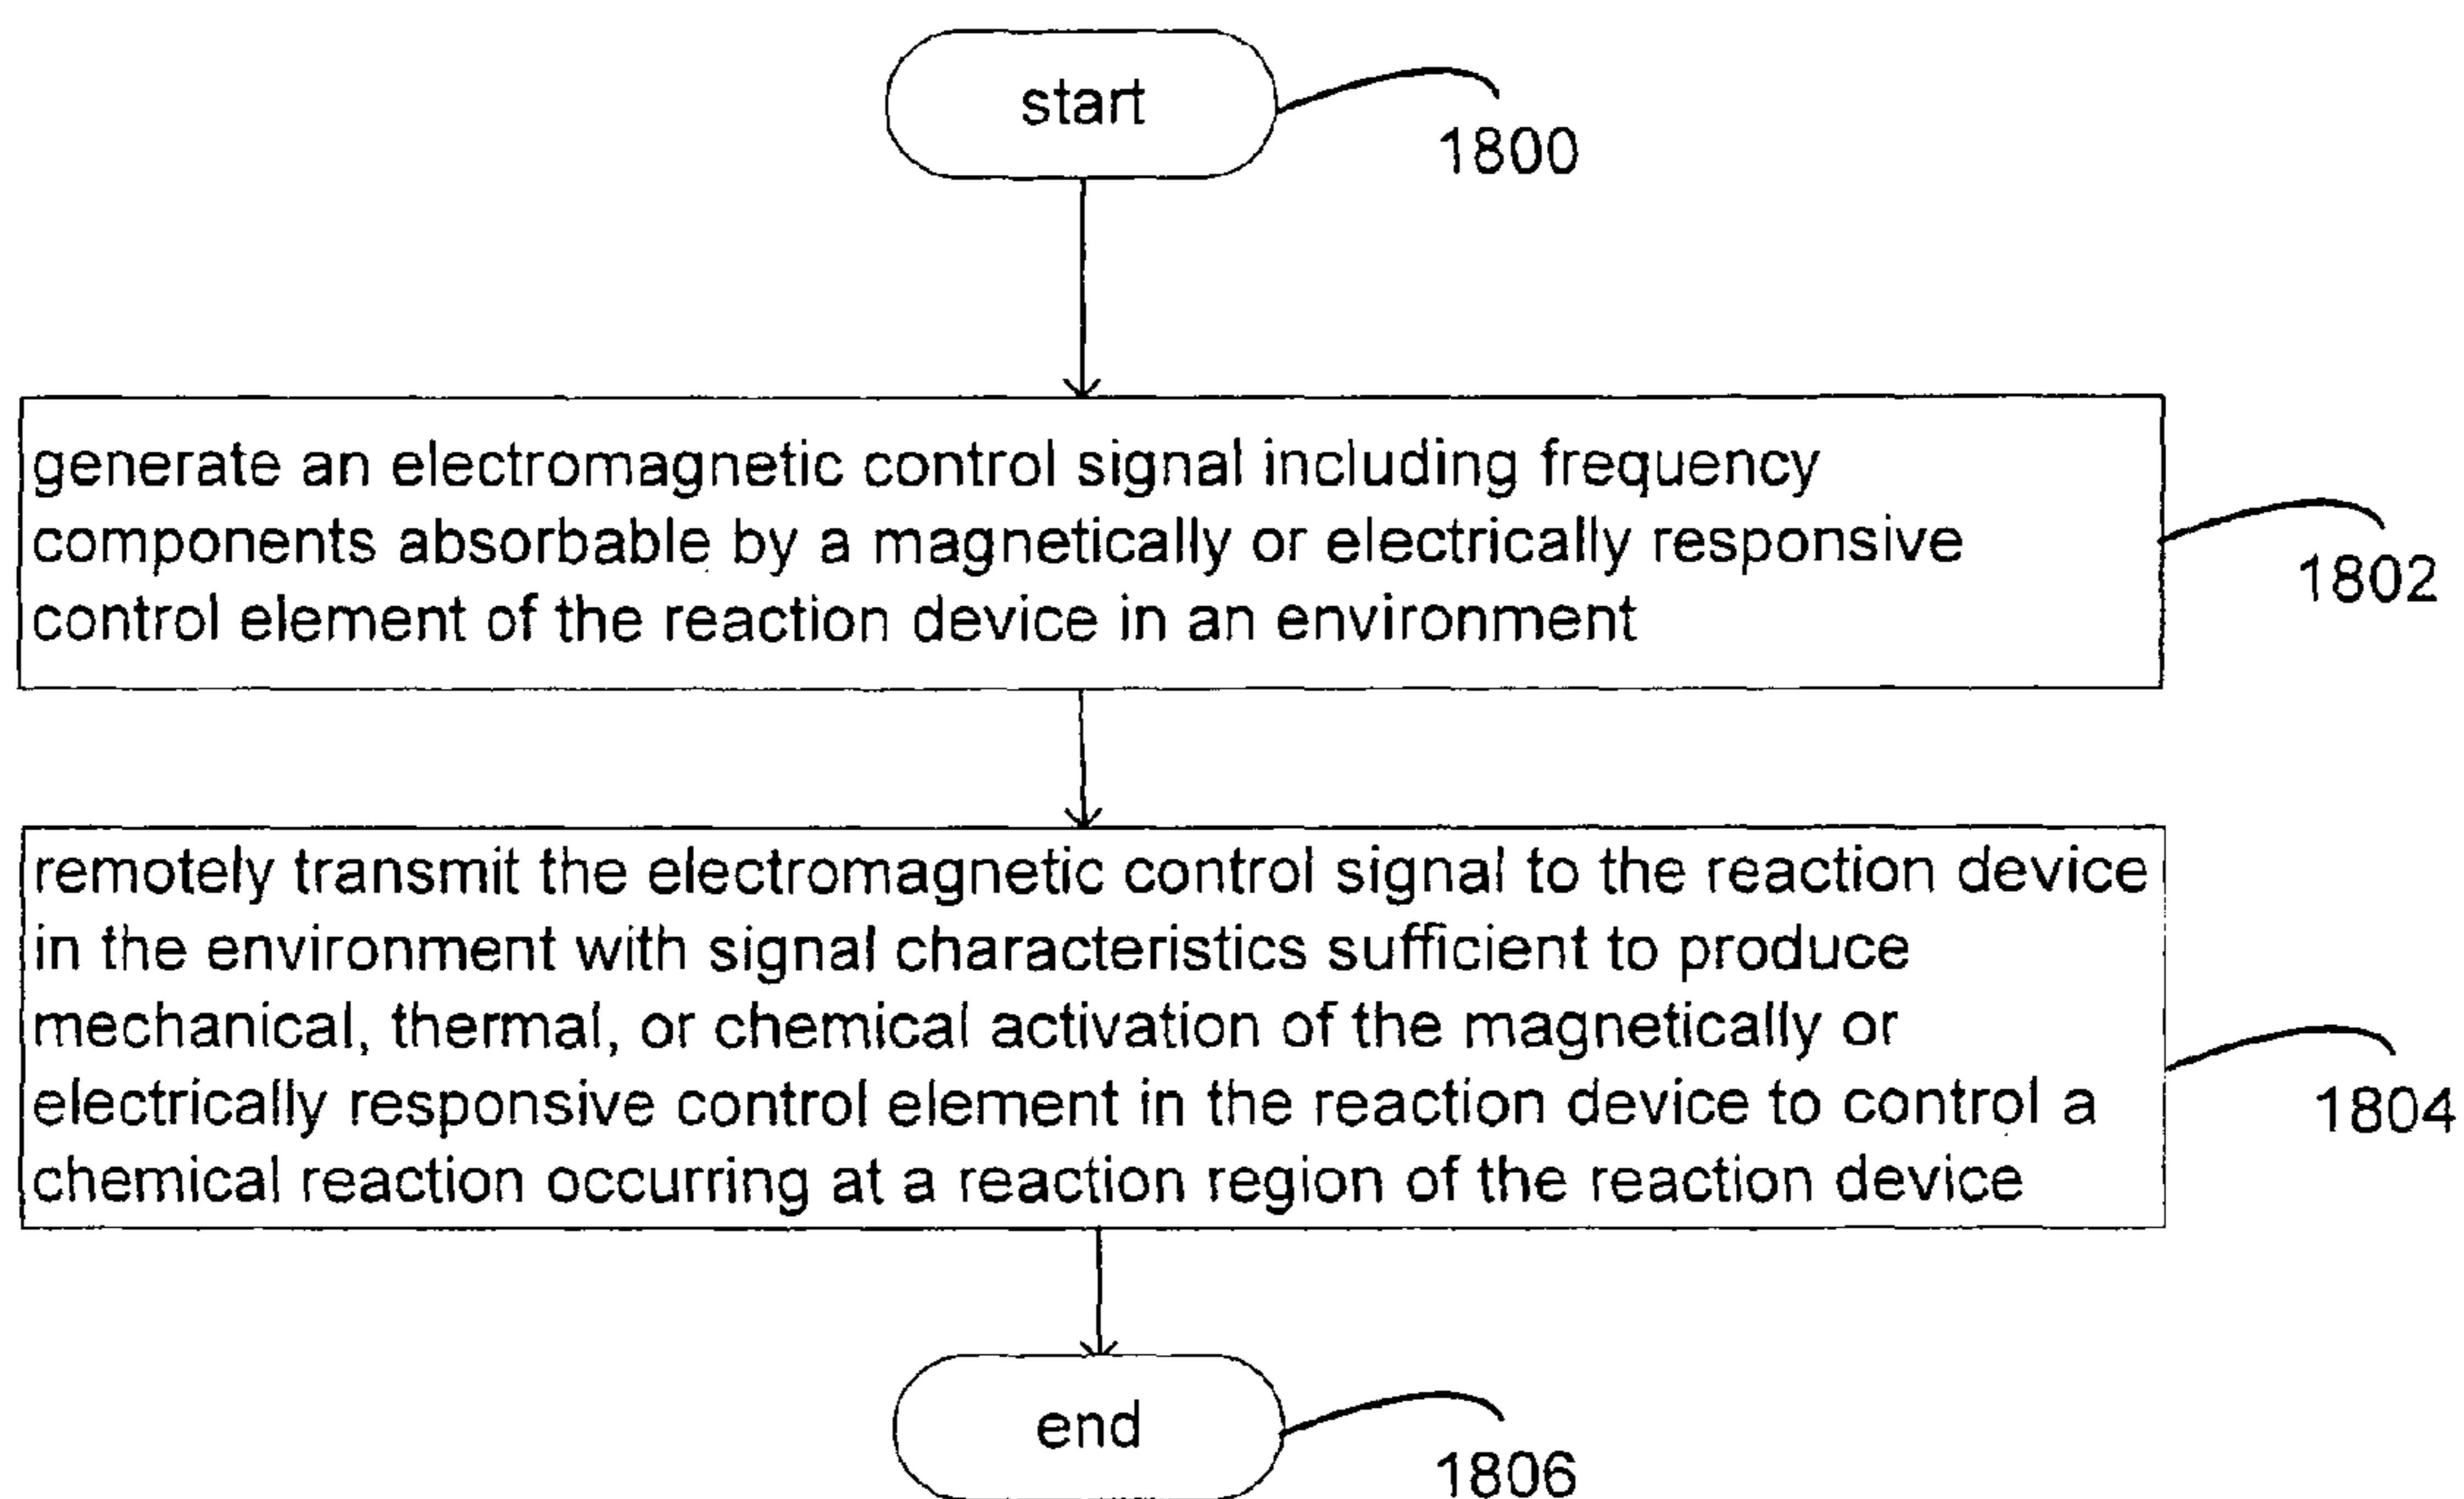 start
1800
generate an electromagnetic control signal including frequency
components absorbable by a magnetically or electrically responsive
control element of the reaction device in an environment
1802
remotely transmit the electromagnetic control signal to the reaction device
in the environment with signal characteristics sufficient to produce
mechanical, thermal, or chemical activation of the magnetically or
electrically responsive control element in the reaction device to control a
chemical reaction occurring at a reaction region of the reaction device
1804
end
1806